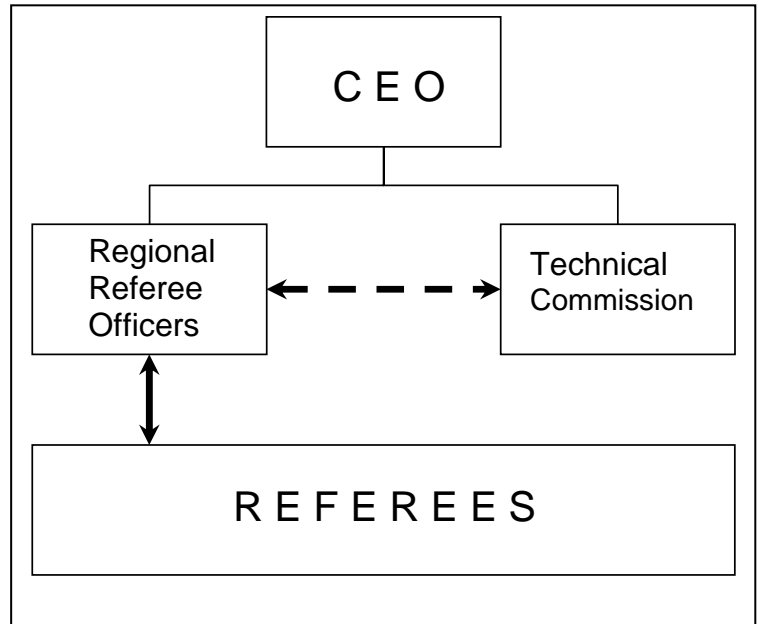 C E O
Regional
Referee
Officers
Technical
Commission
R E F E R E E S